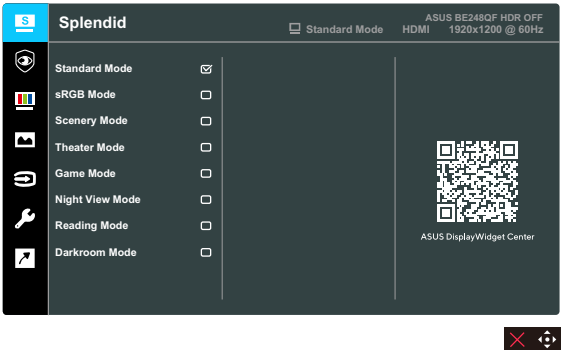 S
Splendid
ASUS BE248QF HDR OFF
Standard Mode HDMI 1920x1200 @ 60Hz
Standard Mode
sRGB Mode
Scenery Mode
Theater Mode
Game Mode
Night View Mode
Reading Mode
Darkroom Mode
ASUS DisplayWidget Center